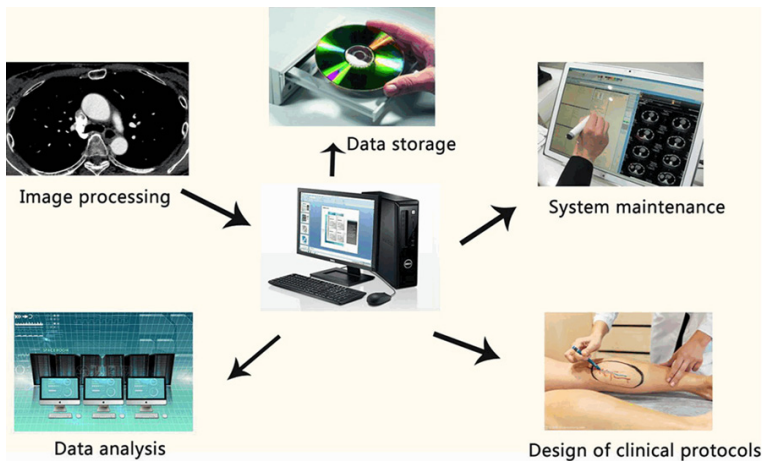 Data storage
Image processing
System maintenance
Data analysis
Design of clinical protocols